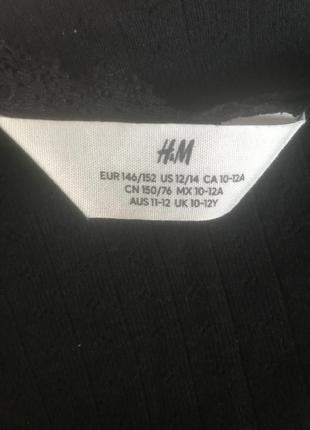 H&M
EUR 146/152 US 12/14 CA 10-12A
CN 150/76 MX 10-12A
AUS 11-12 UK 10-12Y